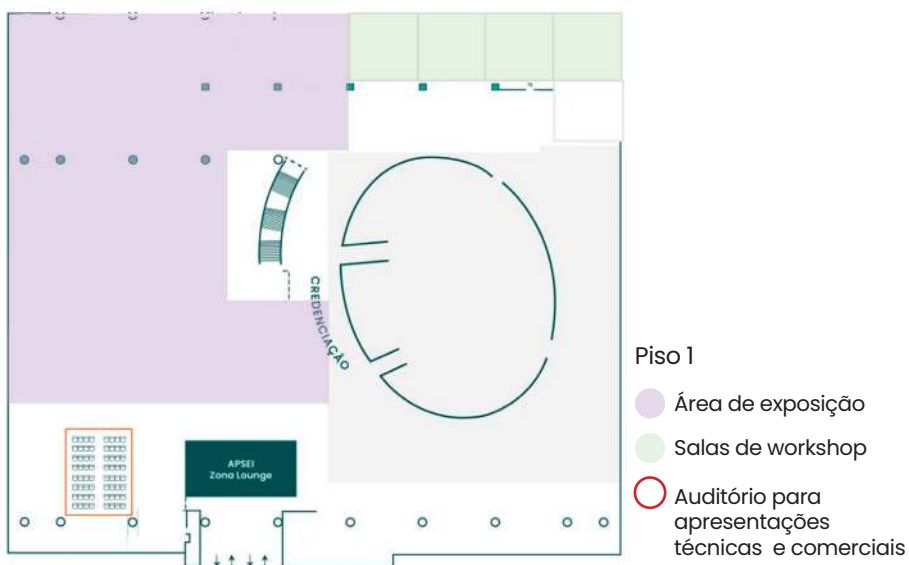 CREDENCIAÇÃO
APSEI
Zona Lounge
Piso 1
Área de exposição
Salas de workshop
Auditório para
apresentações
técnicas e comerciais